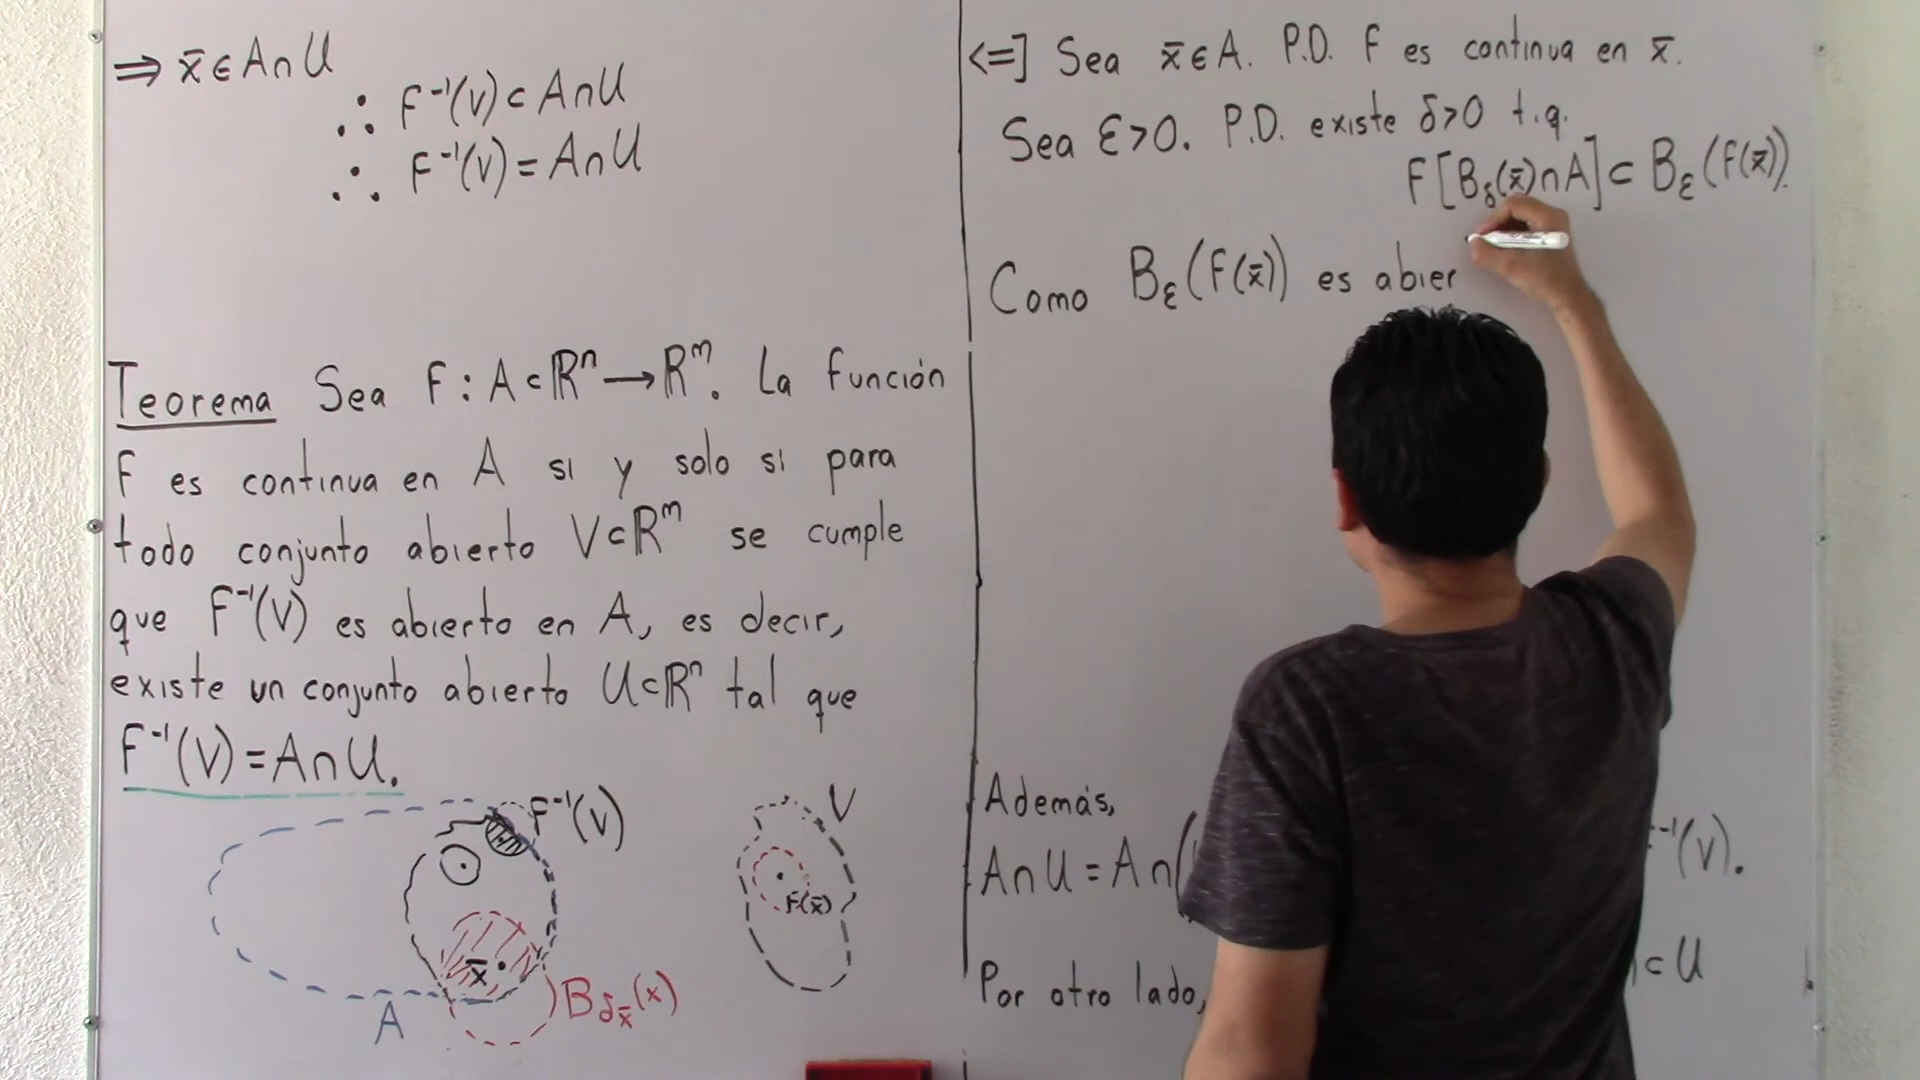 ⇒ x̄ ∈ A∩U
∴ F⁻¹(V) ⊂ A∩U
∴ F⁻¹(V) = A∩U
Teorema Sea F: A⊂ℝⁿ → ℝᵐ. La función
F es continua en A si y solo si para
todo conjunto abierto V⊂ℝᵐ se cumple
que F⁻¹(V) es abierto en A, es decir,
existe un conjunto abierto U⊂ℝⁿ tal que
F⁻¹(V) = A∩U.
F⁻¹(V)
V
F(x̄)
x̄
A
B_{δ_x̄}(x)
<=] Sea x̄ ∈ A. P.D. F es continua en x̄.
Sea ε>0. P.D. existe δ>0 t.q.
F[B_δ(x̄)∩A] ⊂ B_ε(F(x̄)).
Como B_ε(F(x̄)) es abier
Además,
A∩U = A∩( ⁻¹(V).
Por otro lado, ⊂ U